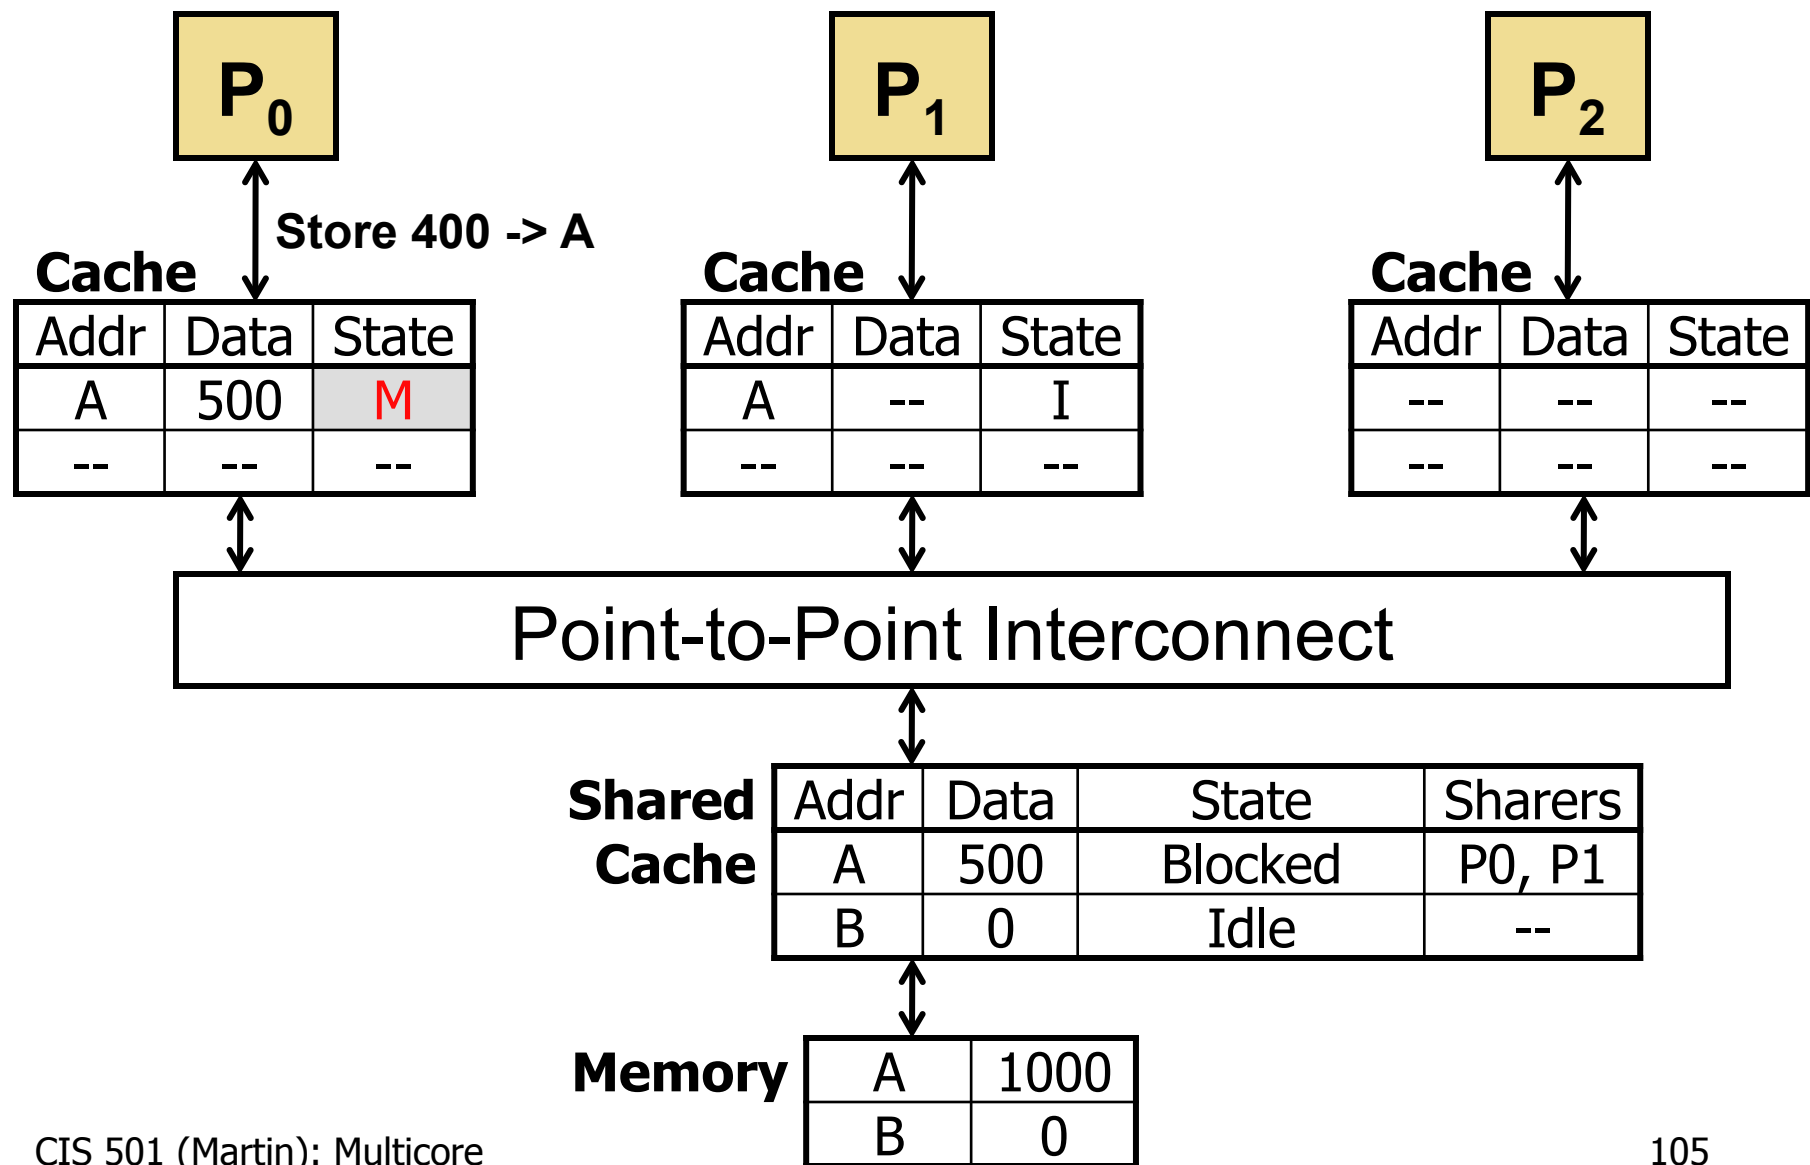 P0 P1 P2
Store 400 -> A
Cache Cache Cache
Addr Data State Addr Data State Addr Data State
A 500 M A -- I -- -- --
-- -- -- -- -- -- -- -- --
Point-to-Point Interconnect
Shared Addr Data State Sharers
Cache A 500 Blocked P0, P1
B 0 Idle --
Memory A 1000
B 0
CIS 501 (Martin): Multicore 105